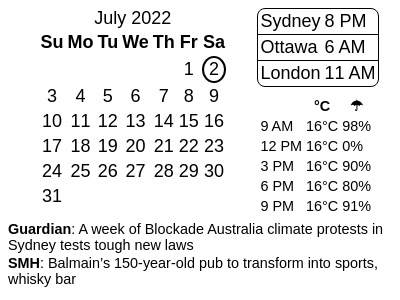 July 2022
Su Mo Tu We Th Fr Sa
1 2
3 4 5 6 7 8 9
10 11 12 13 14 15 16
17 18 19 20 21 22 23
24 25 26 27 28 29 30
31
Sydney 8 PM
Ottawa 6 AM
London 11 AM
°C ☂
9 AM 16°C 98%
12 PM 16°C 0%
3 PM 16°C 90%
6 PM 16°C 80%
9 PM 16°C 91%
Guardian: A week of Blockade Australia climate protests in
Sydney tests tough new laws
SMH: Balmain’s 150-year-old pub to transform into sports,
whisky bar